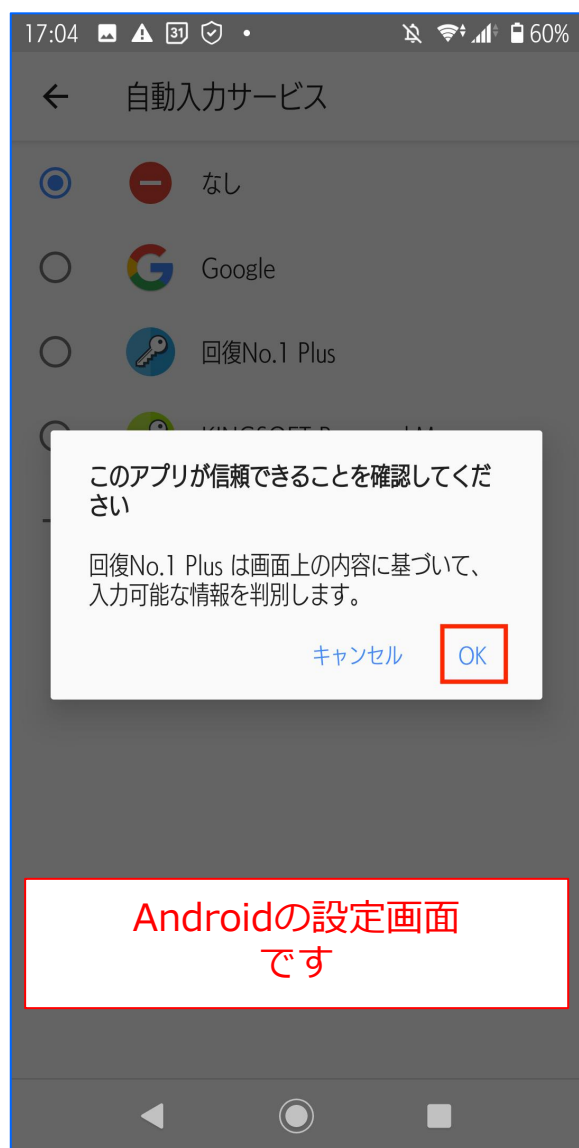 17:04 31 60%
自動入力サービス
なし
Google
回復No.1 Plus
このアプリが信頼できることを確認してくだ
さい
回復No.1 Plus は画面上の内容に基づいて、
入力可能な情報を判別します。
キャンセル OK
Androidの設定画面
です